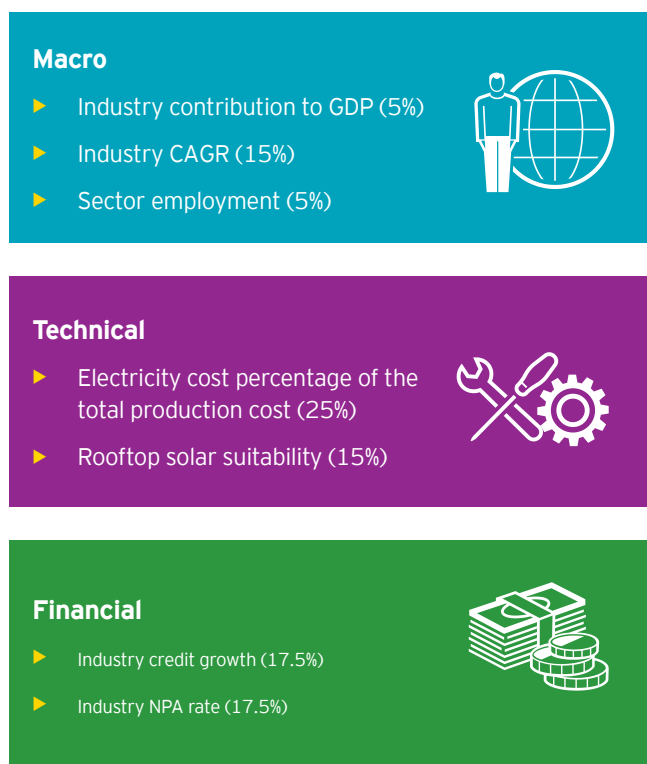 Macro
Industry contribution to GDP (5%)
Industry CAGR (15%)
Sector employment (5%)
Technical
Electricity cost percentage of the
total production cost (25%)
Rooftop solar suitability (15%)
Financial
Industry credit growth (17.5%)
Industry NPA rate (17.5%)